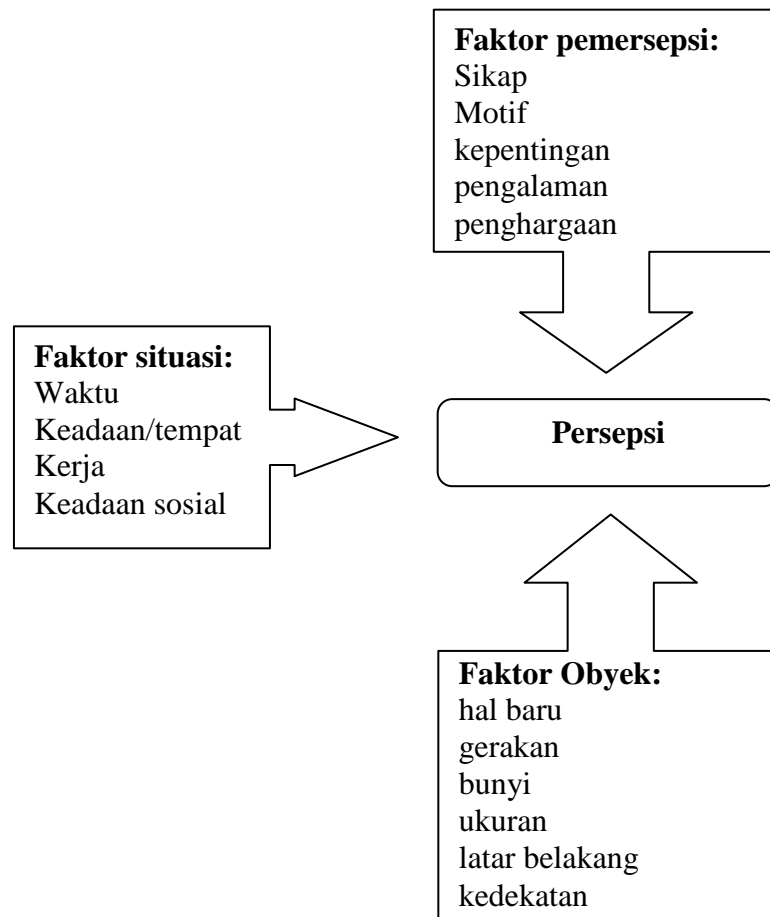 Faktor pemersepsi:
Sikap
Motif
kepentingan
pengalaman
penghargaan
Faktor situasi:
Waktu
Keadaan/tempat
Kerja
Keadaan sosial
Persepsi
Faktor Obyek:
hal baru
gerakan
bunyi
ukuran
latar belakang
kedekatan